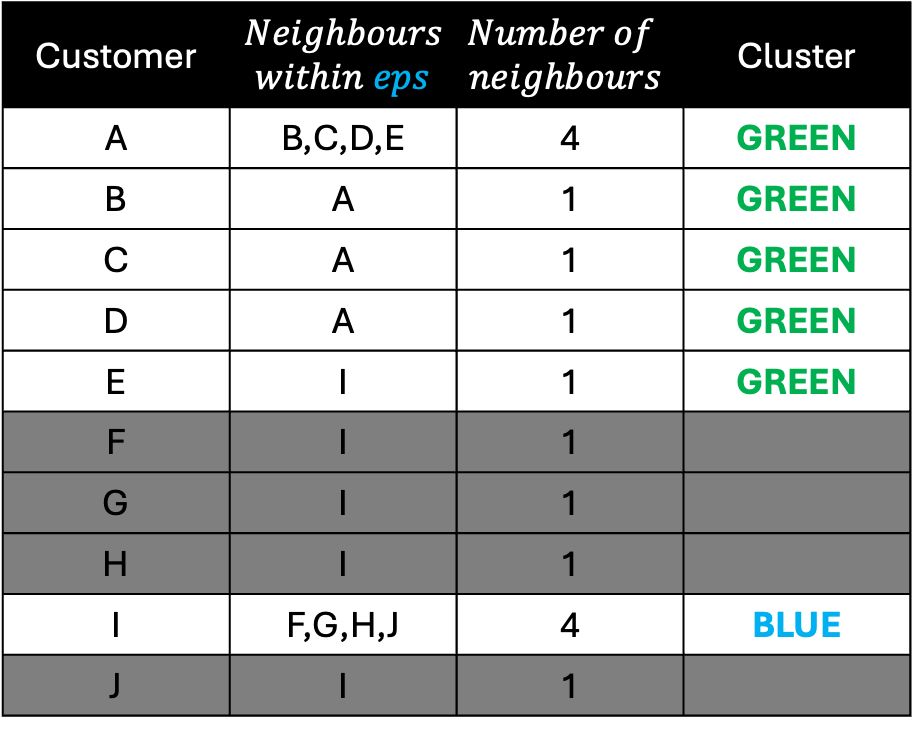 Customer Neighbours within eps Number of neighbours Cluster
A B,C,D,E 4 GREEN
B A 1 GREEN
C A 1 GREEN
D A 1 GREEN
E I 1 GREEN
F I 1
G I 1
H I 1
I F,G,H,J 4 BLUE
J I 1